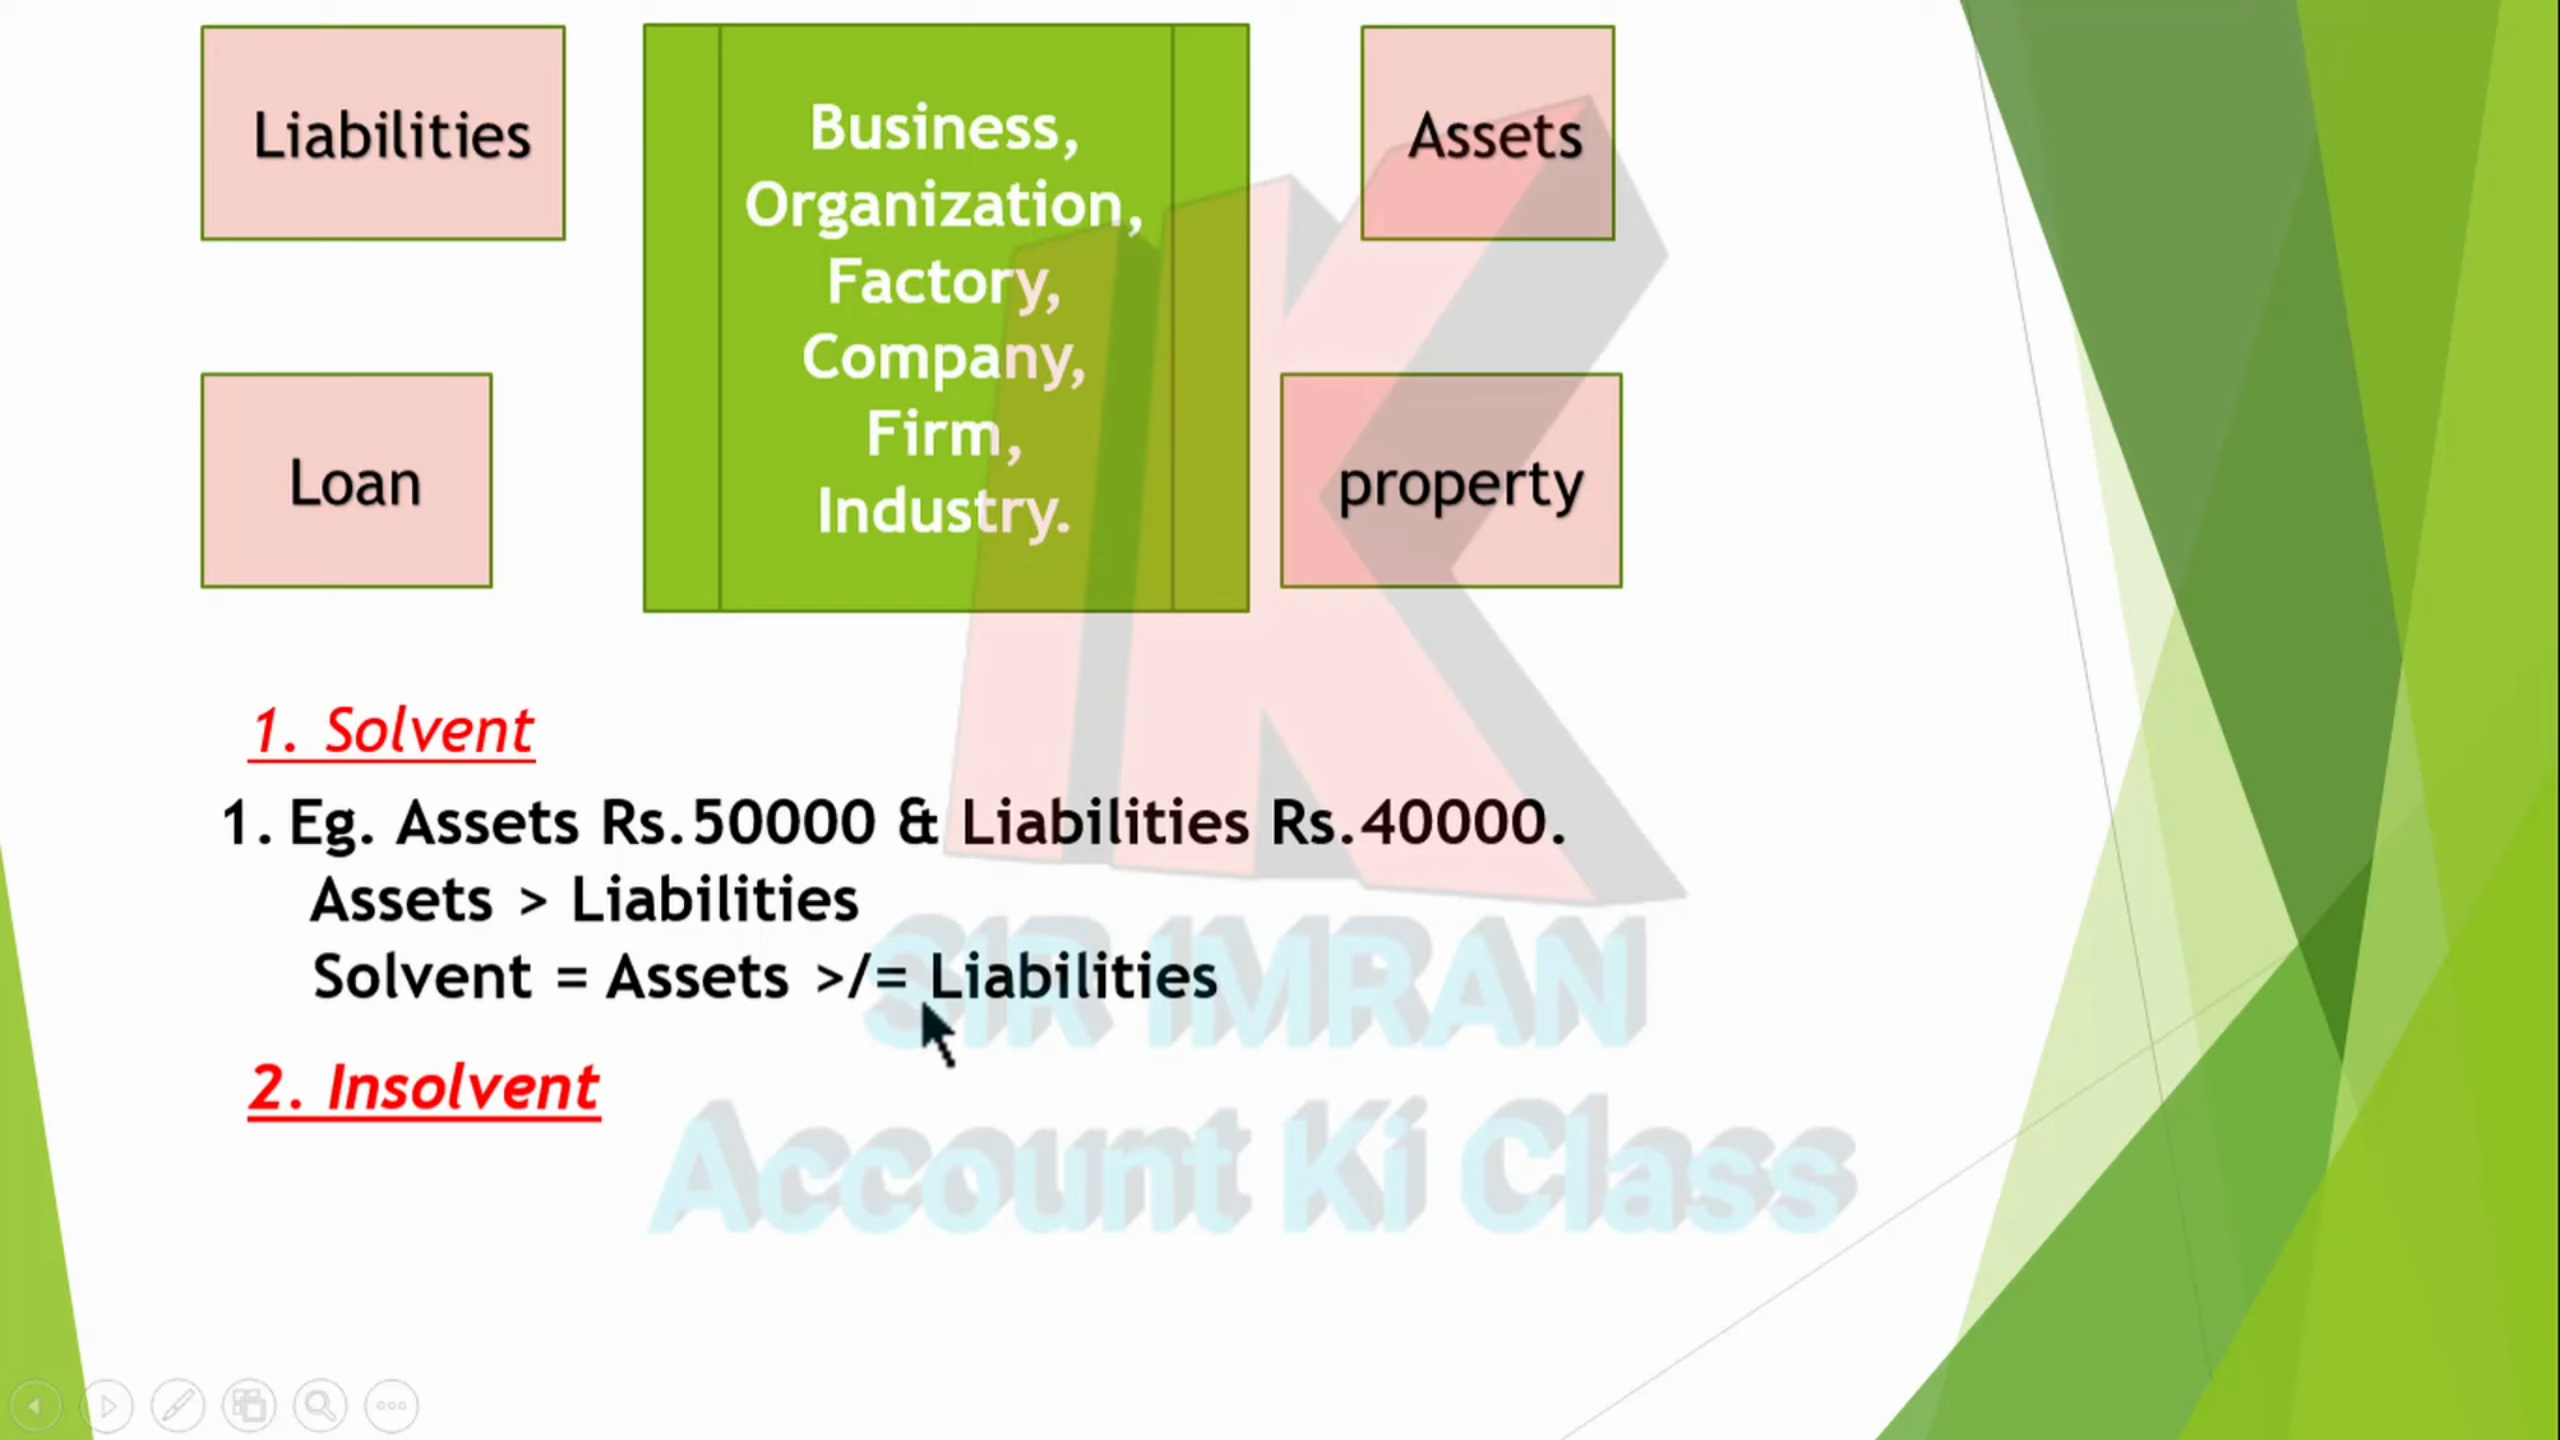 Liabilities
Business,
Organization,
Factory,
Company,
Firm,
Industry.
Assets
Loan
property
1. Solvent
1. Eg. Assets Rs.50000 & Liabilities Rs.40000.
Assets > Liabilities
Solvent = Assets >/= Liabilities
2. Insolvent
K
SIR IMRAN
Account Ki Class